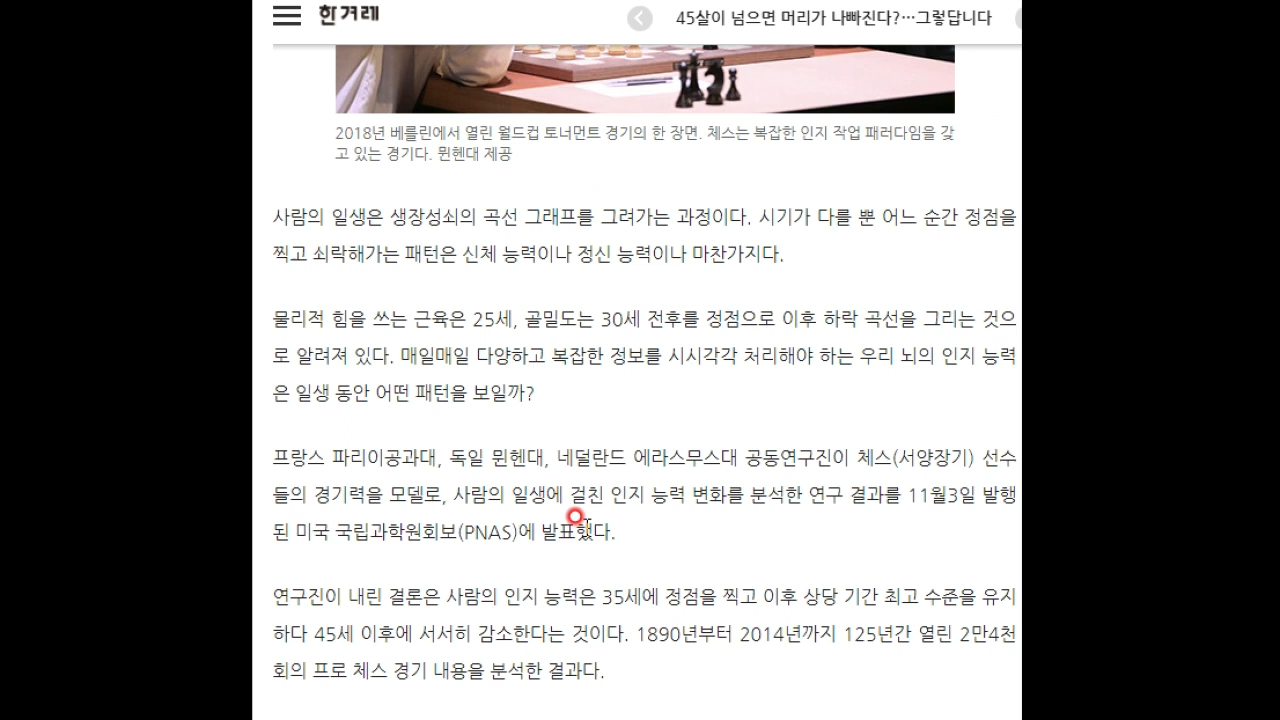 한겨레
45살이 넘으면 머리가 나빠진다?…그렇답니다
2018년 베를린에서 열린 월드컵 토너먼트 경기의 한 장면. 체스는 복잡한 인지 작업 패러다임을 갖
고 있는 경기다. 뮌헨대 제공
사람의 일생은 생장성쇠의 곡선 그래프를 그려가는 과정이다. 시기가 다를 뿐 어느 순간 정점을
찍고 쇠락해가는 패턴은 신체 능력이나 정신 능력이나 마찬가지다.
물리적 힘을 쓰는 근육은 25세, 골밀도는 30세 전후를 정점으로 이후 하락 곡선을 그리는 것으
로 알려져 있다. 매일매일 다양하고 복잡한 정보를 시시각각 처리해야 하는 우리 뇌의 인지 능력
은 일생 동안 어떤 패턴을 보일까?
프랑스 파리이공과대, 독일 뮌헨대, 네덜란드 에라스무스대 공동연구진이 체스(서양장기) 선수
들의 경기력을 모델로, 사람의 일생에 걸친 인지 능력 변화를 분석한 연구 결과를 11월3일 발행
된 미국 국립과학원회보(PNAS)에 발표했다.
연구진이 내린 결론은 사람의 인지 능력은 35세에 정점을 찍고 이후 상당 기간 최고 수준을 유지
하다 45세 이후에 서서히 감소한다는 것이다. 1890년부터 2014년까지 125년간 열린 2만4천
회의 프로 체스 경기 내용을 분석한 결과다.